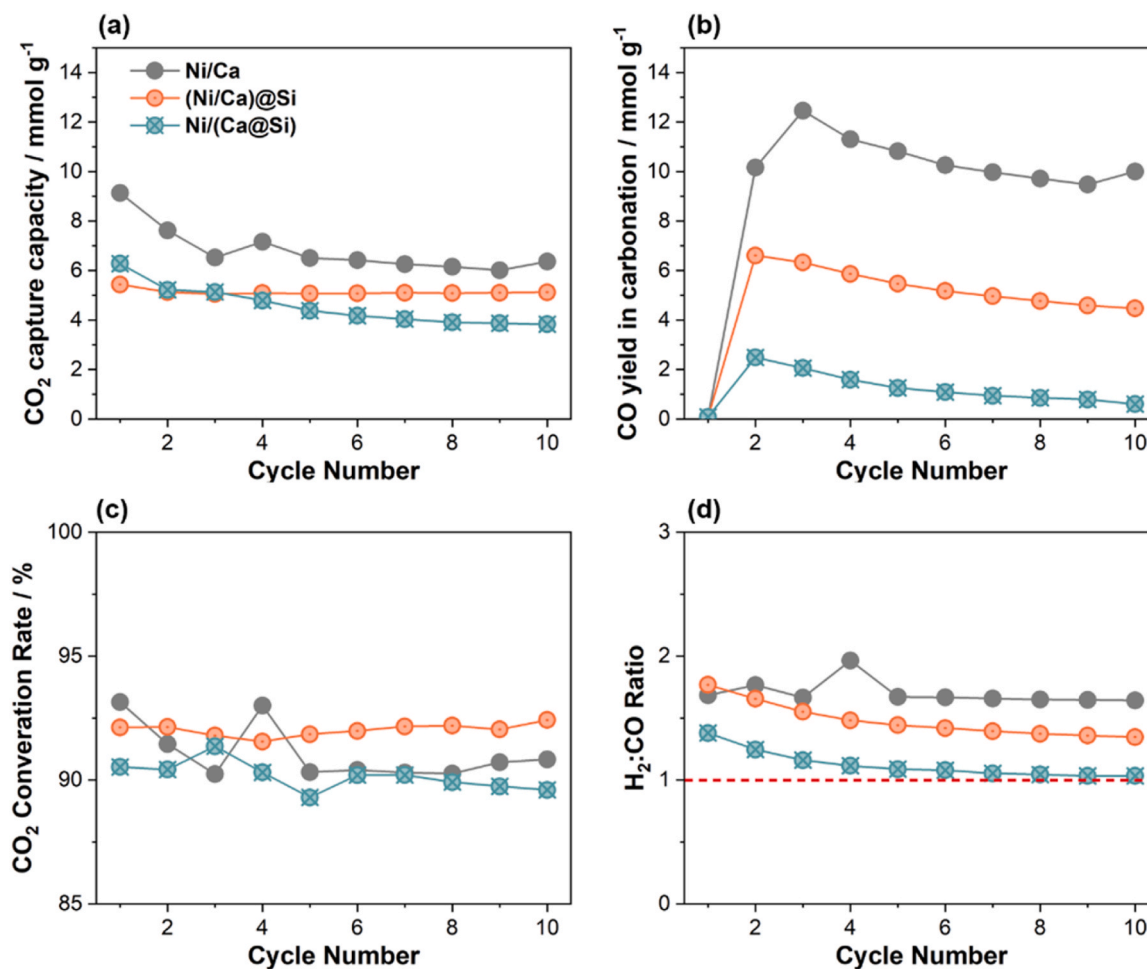 (a)
CO₂ capture capacity / mmol g⁻¹
14
12
10
8
6
4
2
0
Ni/Ca
(Ni/Ca)@Si
Ni/(Ca@Si)
2 4 6 8 10
Cycle Number
(b)
CO yield in carbonation / mmol g⁻¹
14
12
10
8
6
4
2
0
2 4 6 8 10
Cycle Number
(c)
CO₂ Converation Rate / %
100
95
90
85
2 4 6 8 10
Cycle Number
(d)
H₂:CO Ratio
3
2
1
0
2 4 6 8 10
Cycle Number